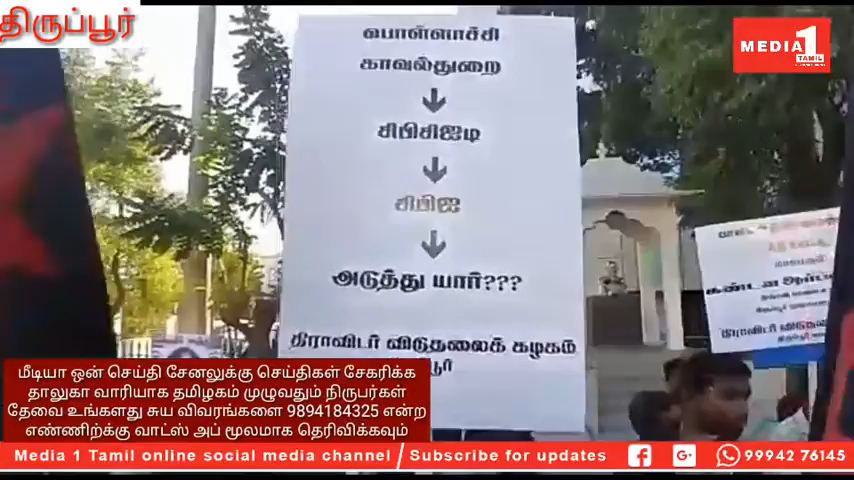 திருப்பூர்
MEDIA 1
TAMIL
பொள்ளாச்சி
காவல்துறை
சிபிசிஐடி
சிபிஐ
அடுத்து யார்???
திராவிடர் விடுதலைக் கழகம்
கண்டன
திராவிடர் விடுதலை
மீடியா ஒன் செய்தி சேனலுக்கு செய்திகள் சேகரிக்க
தாலுகா வாரியாக தமிழகம் முழுவதும் நிருபர்கள்
தேவை உங்களது சுய விவரங்களை 9894184325 என்ற
எண்ணிற்க்கு வாட்ஸ் அப் மூலமாக தெரிவிக்கவும்
Media 1 Tamil online social media channel / Subscribe for updates f G+ 99942 76145